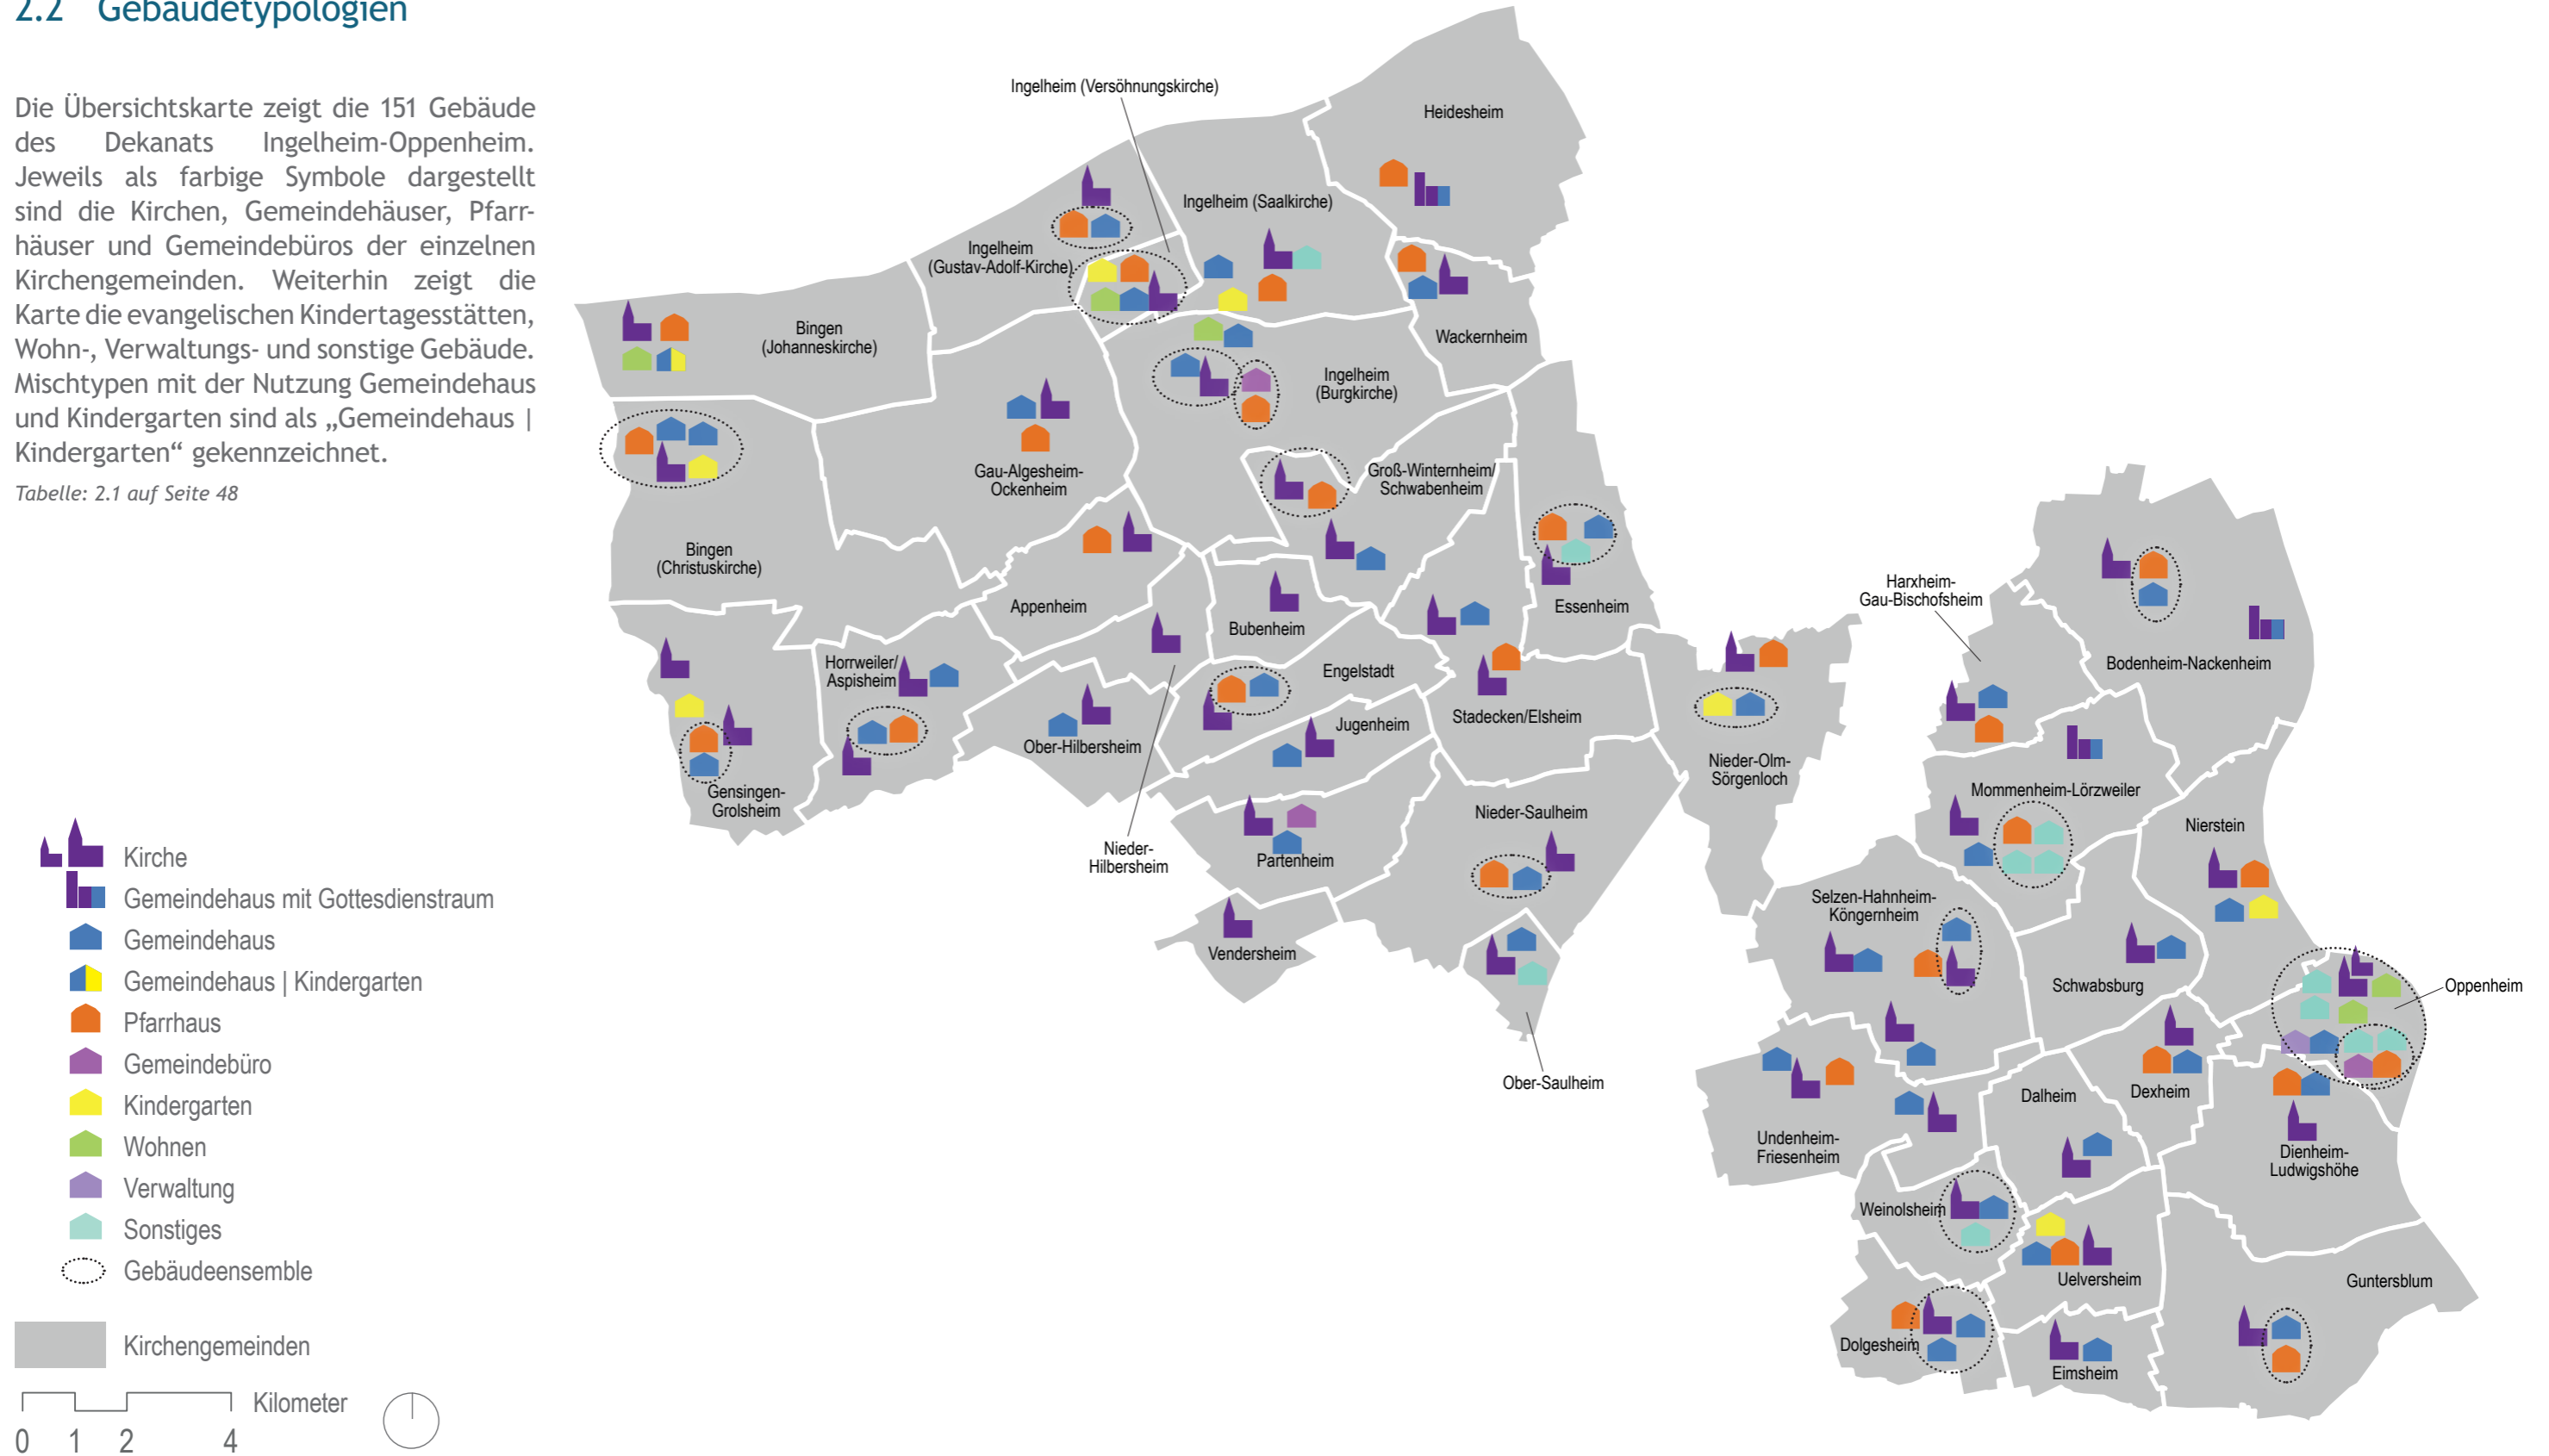 2.2 Gebäudetypologien
Die Übersichtskarte zeigt die 151 Gebäude
des Dekanats Ingelheim-Oppenheim.
Jeweils als farbige Symbole dargestellt
sind die Kirchen, Gemeindehäuser, Pfarr-
häuser und Gemeindebüros der einzelnen
Kirchengemeinden. Weiterhin zeigt die
Karte die evangelischen Kindertagesstätten,
Wohn-, Verwaltungs- und sonstige Gebäude.
Mischtypen mit der Nutzung Gemeindehaus
und Kindergarten sind als „Gemeindehaus |
Kindergarten“ gekennzeichnet.
Tabelle: 2.1 auf Seite 48
Kirche
Gemeindehaus mit Gottesdienstraum
Gemeindehaus
Gemeindehaus | Kindergarten
Pfarrhaus
Gemeindebüro
Kindergarten
Wohnen
Verwaltung
Sonstiges
Gebäudeensemble
Kirchengemeinden
Kilometer
0 1 2 4
Ingelheim (Versöhnungskirche)
Heidesheim
Ingelheim (Saalkirche)
Ingelheim
(Gustav-Adolf-Kirche)
Bingen
(Johanneskirche)
Wackernheim
Ingelheim
(Burgkirche)
Gau-Algesheim-
Ockenheim
Groß-Winternheim/
Schwabenheim
Bingen
(Christuskirche)
Appenheim
Bubenheim
Essenheim
Harxheim-
Gau-Bischofsheim
Bodenheim-Nackenheim
Horrweiler/
Aspisheim
Engelstadt
Stadecken/Elsheim
Jugenheim
Ober-Hilbersheim
Nieder-Olm-
Sörgenloch
Gensingen-
Grolsheim
Mommenheim-Lörzweiler
Nieder-Saulheim
Nierstein
Nieder-
Hilbersheim
Partenheim
Selzen-Hahnheim-
Köngernheim
Vendersheim
Schwabsburg
Oppenheim
Ober-Saulheim
Dalheim
Dexheim
Undenheim-
Friesenheim
Dienheim-
Ludwigshöhe
Weinolsheim
Uelversheim
Guntersblum
Dolgesheim
Eimsheim